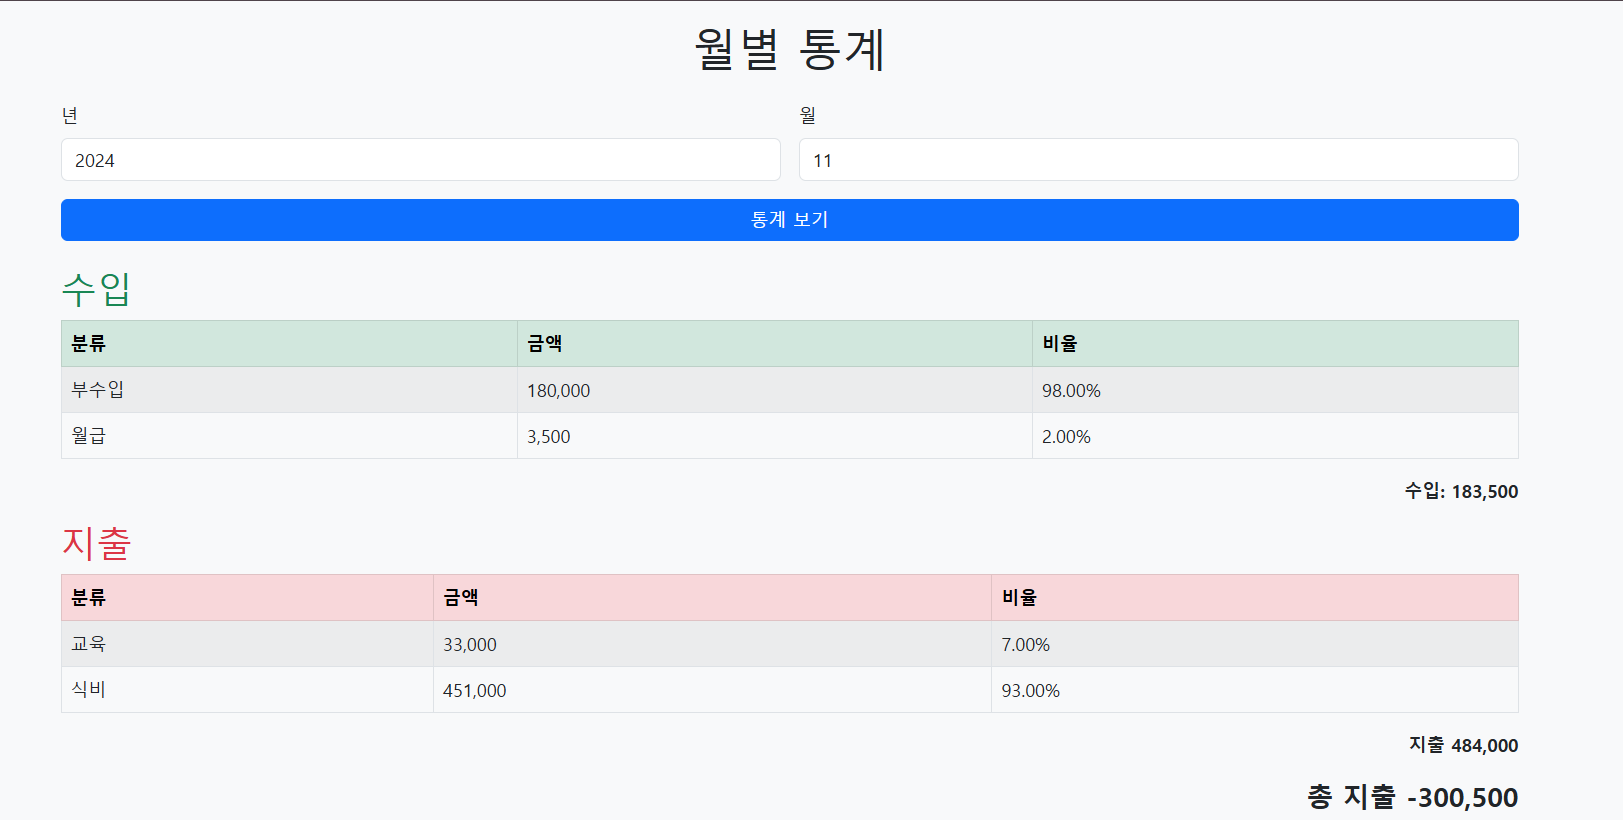 월별 통계
년 월
2024 11
통계 보기
수입
분류 금액 비율
부수입 180,000 98.00%
월급 3,500 2.00%
수입: 183,500
지출
분류 금액 비율
교육 33,000 7.00%
식비 451,000 93.00%
지출 484,000
총 지출 -300,500